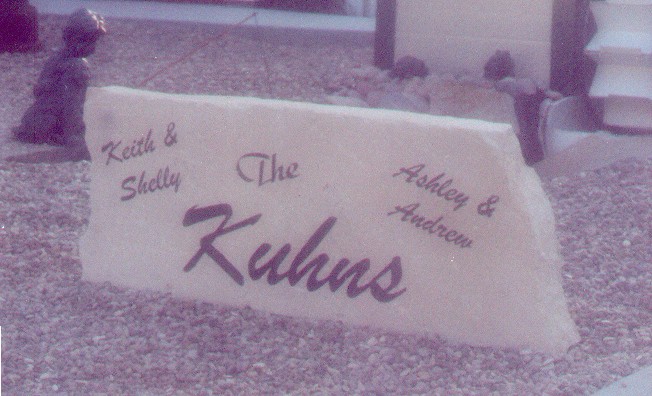 Keith &
Shelly
The
Kuhns
Ashley &
Andrew